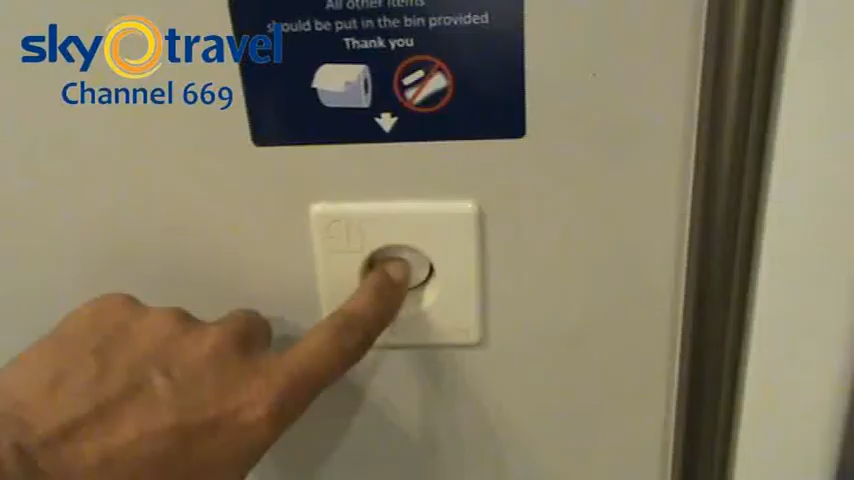 All other items
should be put in the bin provided
Thank you
sky travel
Channel 669